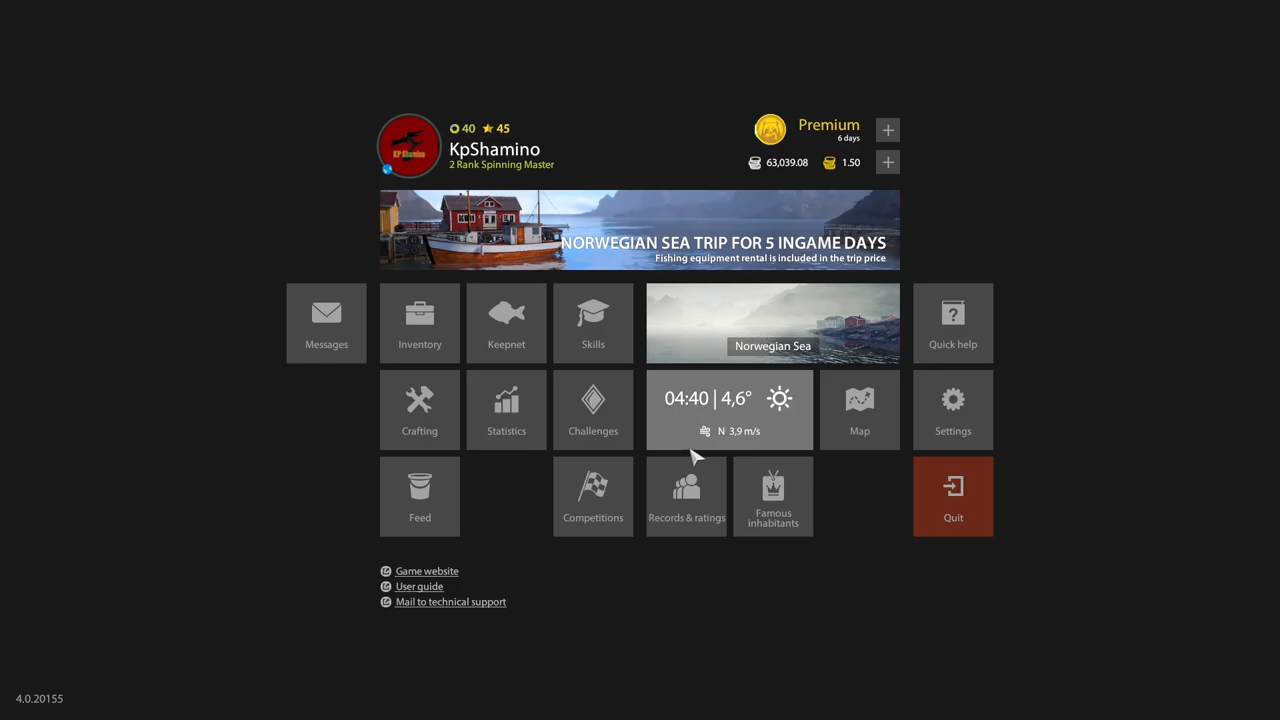 40 45
KpShamino
2 Rank Spinning Master
KP Shamino
Premium
6 days
63,039.08 1.50
NORWEGIAN SEA TRIP FOR 5 INGAME DAYS
Fishing equipment rental is included in the trip price
Messages
Inventory
Keepnet
Skills
Norwegian Sea
Quick help
Crafting
Statistics
Challenges
04:40 | 4,6°
N 3,9 m/s
Map
Settings
Feed
Competitions
Records & ratings
Famous
inhabitants
Quit
Game website
User guide
Mail to technical support
4.0.20155